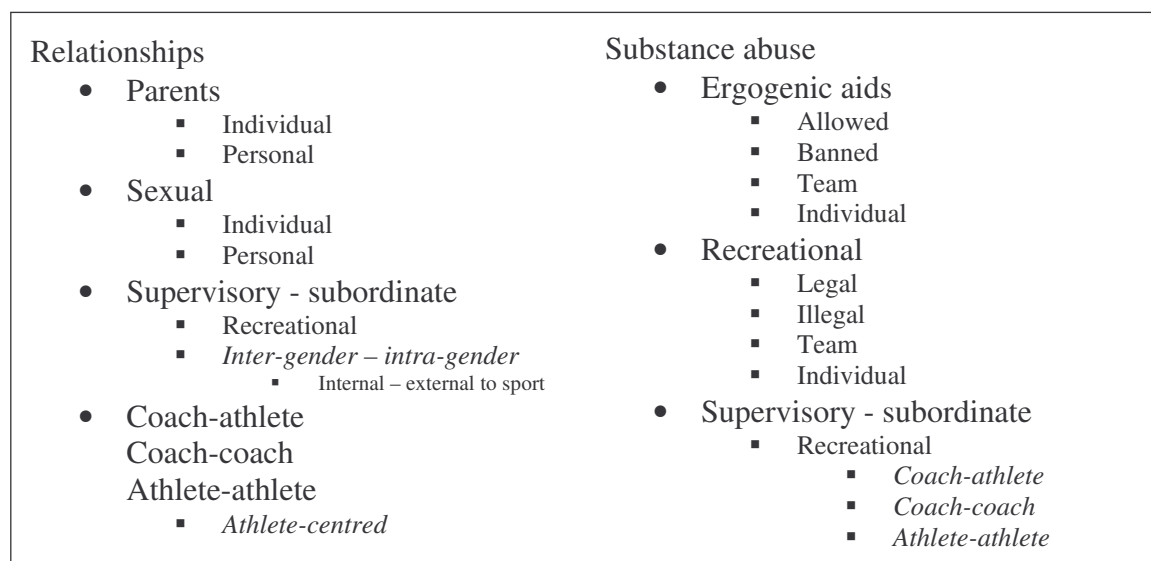 Relationships
• Parents
▪ Individual
▪ Personal
• Sexual
▪ Individual
▪ Personal
• Supervisory - subordinate
▪ Recreational
▪ Inter-gender – intra-gender
▪ Internal – external to sport
• Coach-athlete
Coach-coach
Athlete-athlete
▪ Athlete-centred
Substance abuse
• Ergogenic aids
▪ Allowed
▪ Banned
▪ Team
▪ Individual
• Recreational
▪ Legal
▪ Illegal
▪ Team
▪ Individual
• Supervisory - subordinate
▪ Recreational
▪ Coach-athlete
▪ Coach-coach
▪ Athlete-athlete